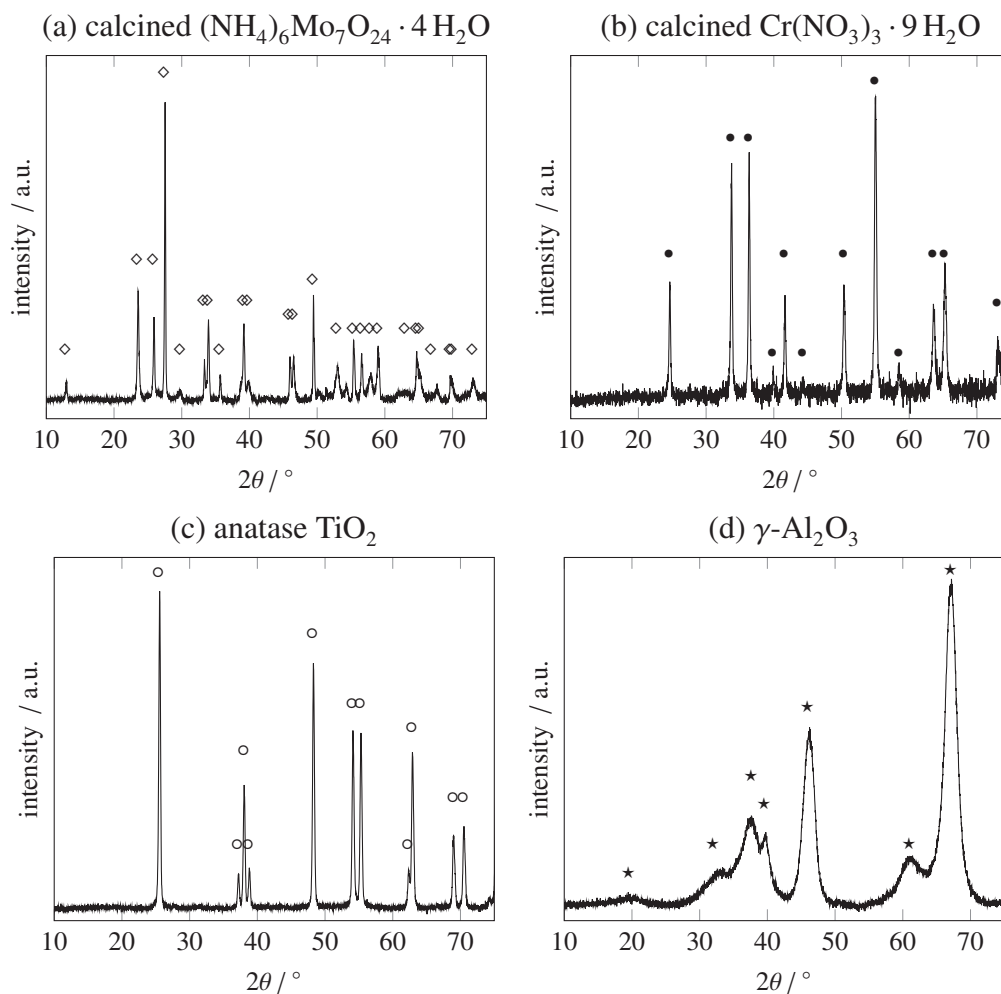 (a) calcined (NH₄)₆Mo₇O₂₄ · 4 H₂O
intensity / a.u.
10 20 30 40 50 60 70
2θ / °
(b) calcined Cr(NO₃)₃ · 9 H₂O
intensity / a.u.
10 20 30 40 50 60 70
2θ / °
(c) anatase TiO₂
intensity / a.u.
10 20 30 40 50 60 70
2θ / °
(d) γ-Al₂O₃
intensity / a.u.
10 20 30 40 50 60 70
2θ / °